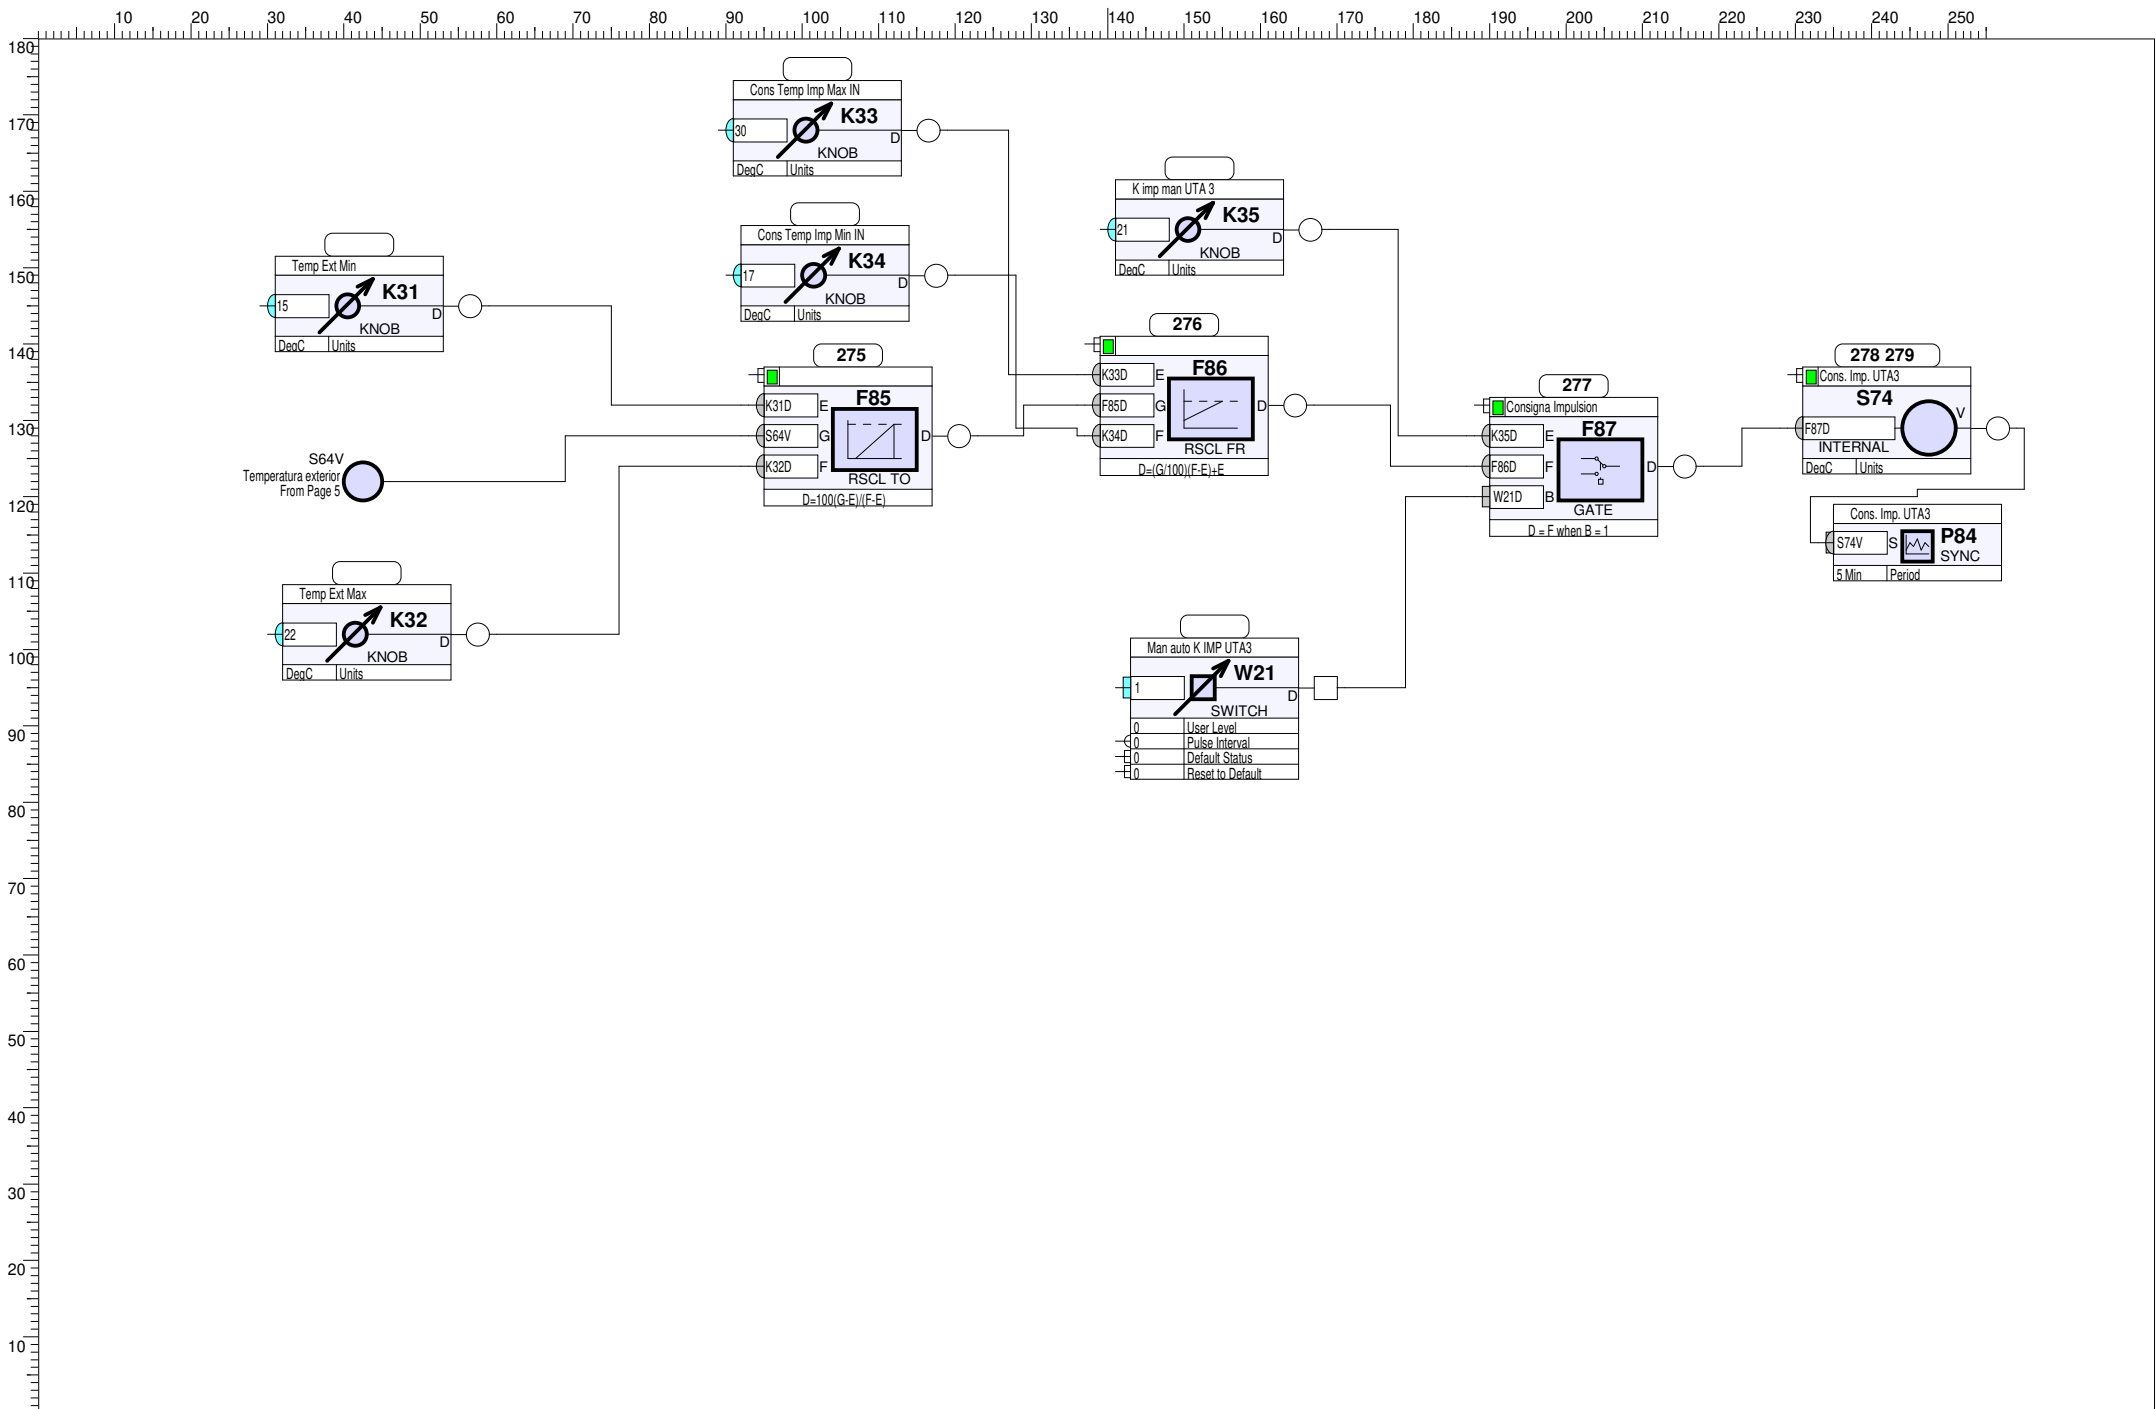 10 20 30 40 50 60 70 80 90 100 110 120 130 140 150 160 170 180 190 200 210 220 230 240 250
180
170
160
150
140
130
120
110
100
90
80
70
60
50
40
30
20
10
Cons Temp Imp Max IN
30
K33
D
KNOB
DegC Units
Cons Temp Imp Min IN
17
K34
D
KNOB
DegC Units
Temp Ext Min
15
K31
D
KNOB
DegC Units
S64V
Temperatura exterior
From Page 5
Temp Ext Max
22
K32
D
KNOB
DegC Units
275
F85
K31D E
S64V G D
K32D F
RSCL TO
D=100(G-E)/(F-E)
K imp man UTA 3
21
K35
D
KNOB
DegC Units
276
F86
K33D E
F85D G D
K34D F
RSCL FR
D=(G/100)(F-E)+E
277
Consigna Impulsion
F87
K35D E
F86D F D
W21D B
GATE
D = F when B = 1
Man auto K IMP UTA3
1
W21
D
SWITCH
0 User Level
0 Pulse Interval
0 Default Status
0 Reset to Default
278 279
Cons. Imp. UTA3
S74
V
F87D
INTERNAL
DegC Units
Cons. Imp. UTA3
S74V S P84
SYNC
5 Min Period